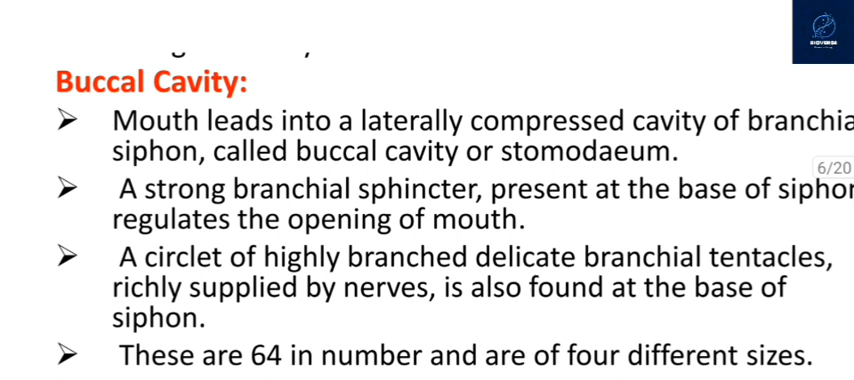 BIOVERSE
Buccal Cavity:
➢ Mouth leads into a laterally compressed cavity of branchia
siphon, called buccal cavity or stomodaeum.
6/20
➢ A strong branchial sphincter, present at the base of siphon
regulates the opening of mouth.
➢ A circlet of highly branched delicate branchial tentacles,
richly supplied by nerves, is also found at the base of
siphon.
➢ These are 64 in number and are of four different sizes.